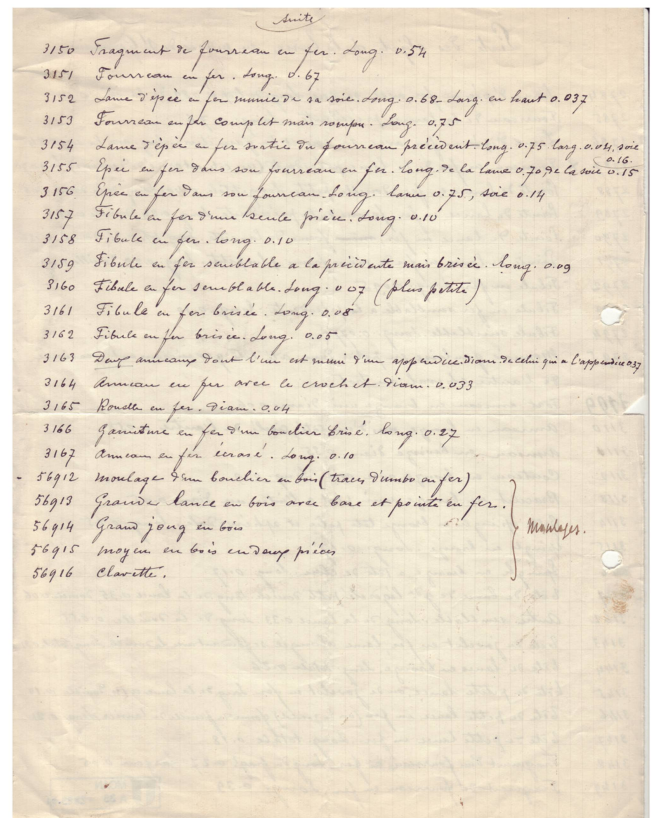 Suite
3150 Fragment de fourreau en fer. Long. 0.54
3151 Fourreau en fer. Long. 0.67
3152 Lame d'épée en fer munie de sa soie. Long. 0.68 - Larg. en haut 0.037
3153 Fourreau en fer complet mais rompu. Long. 0.75
3154 Lame d'épée en fer sortie du fourreau précédent - long. 0.75 larg. 0.04, soie 0.16.
3155 Epée en fer dans son fourreau en fer. long. de la lame 0.70 de la soie 0.15
3156 Epée en fer dans son fourreau. Long. lame 0.75, soie 0.14
3157 Fibule en fer d'une seule pièce. Long. 0.10
3158 Fibule en fer. long. 0.10
3159 Fibule en fer semblable a la précédente mais brisée. long. 0.09
3160 Fibule en fer semblable. Long. 0.07 (plus petite)
3161 Fibule en fer brisée. Long. 0.08
3162 Fibule en fer brisée. Long. 0.05
3163 Deux anneaux dont l'un est muni d'un appendice. diam. de celui qui a l'appendice 037
3164 Anneau en fer avec le crochet diam. 0.033
3165 Rouelle en fer. diam. 0.04
3166 Garniture en fer d'un bouclier brisé. long. 0.27
3167 Anneau en fer écrasé. Long. 0.10
56912 Moulage d'un bouclier en bois (traces d'umbo en fer)
56913 Grande lance en bois avec base et pointe en fer.
56914 Grand joug en bois
Moulages.
56915 moyeu en bois en deux pièces
56916 Clavette.